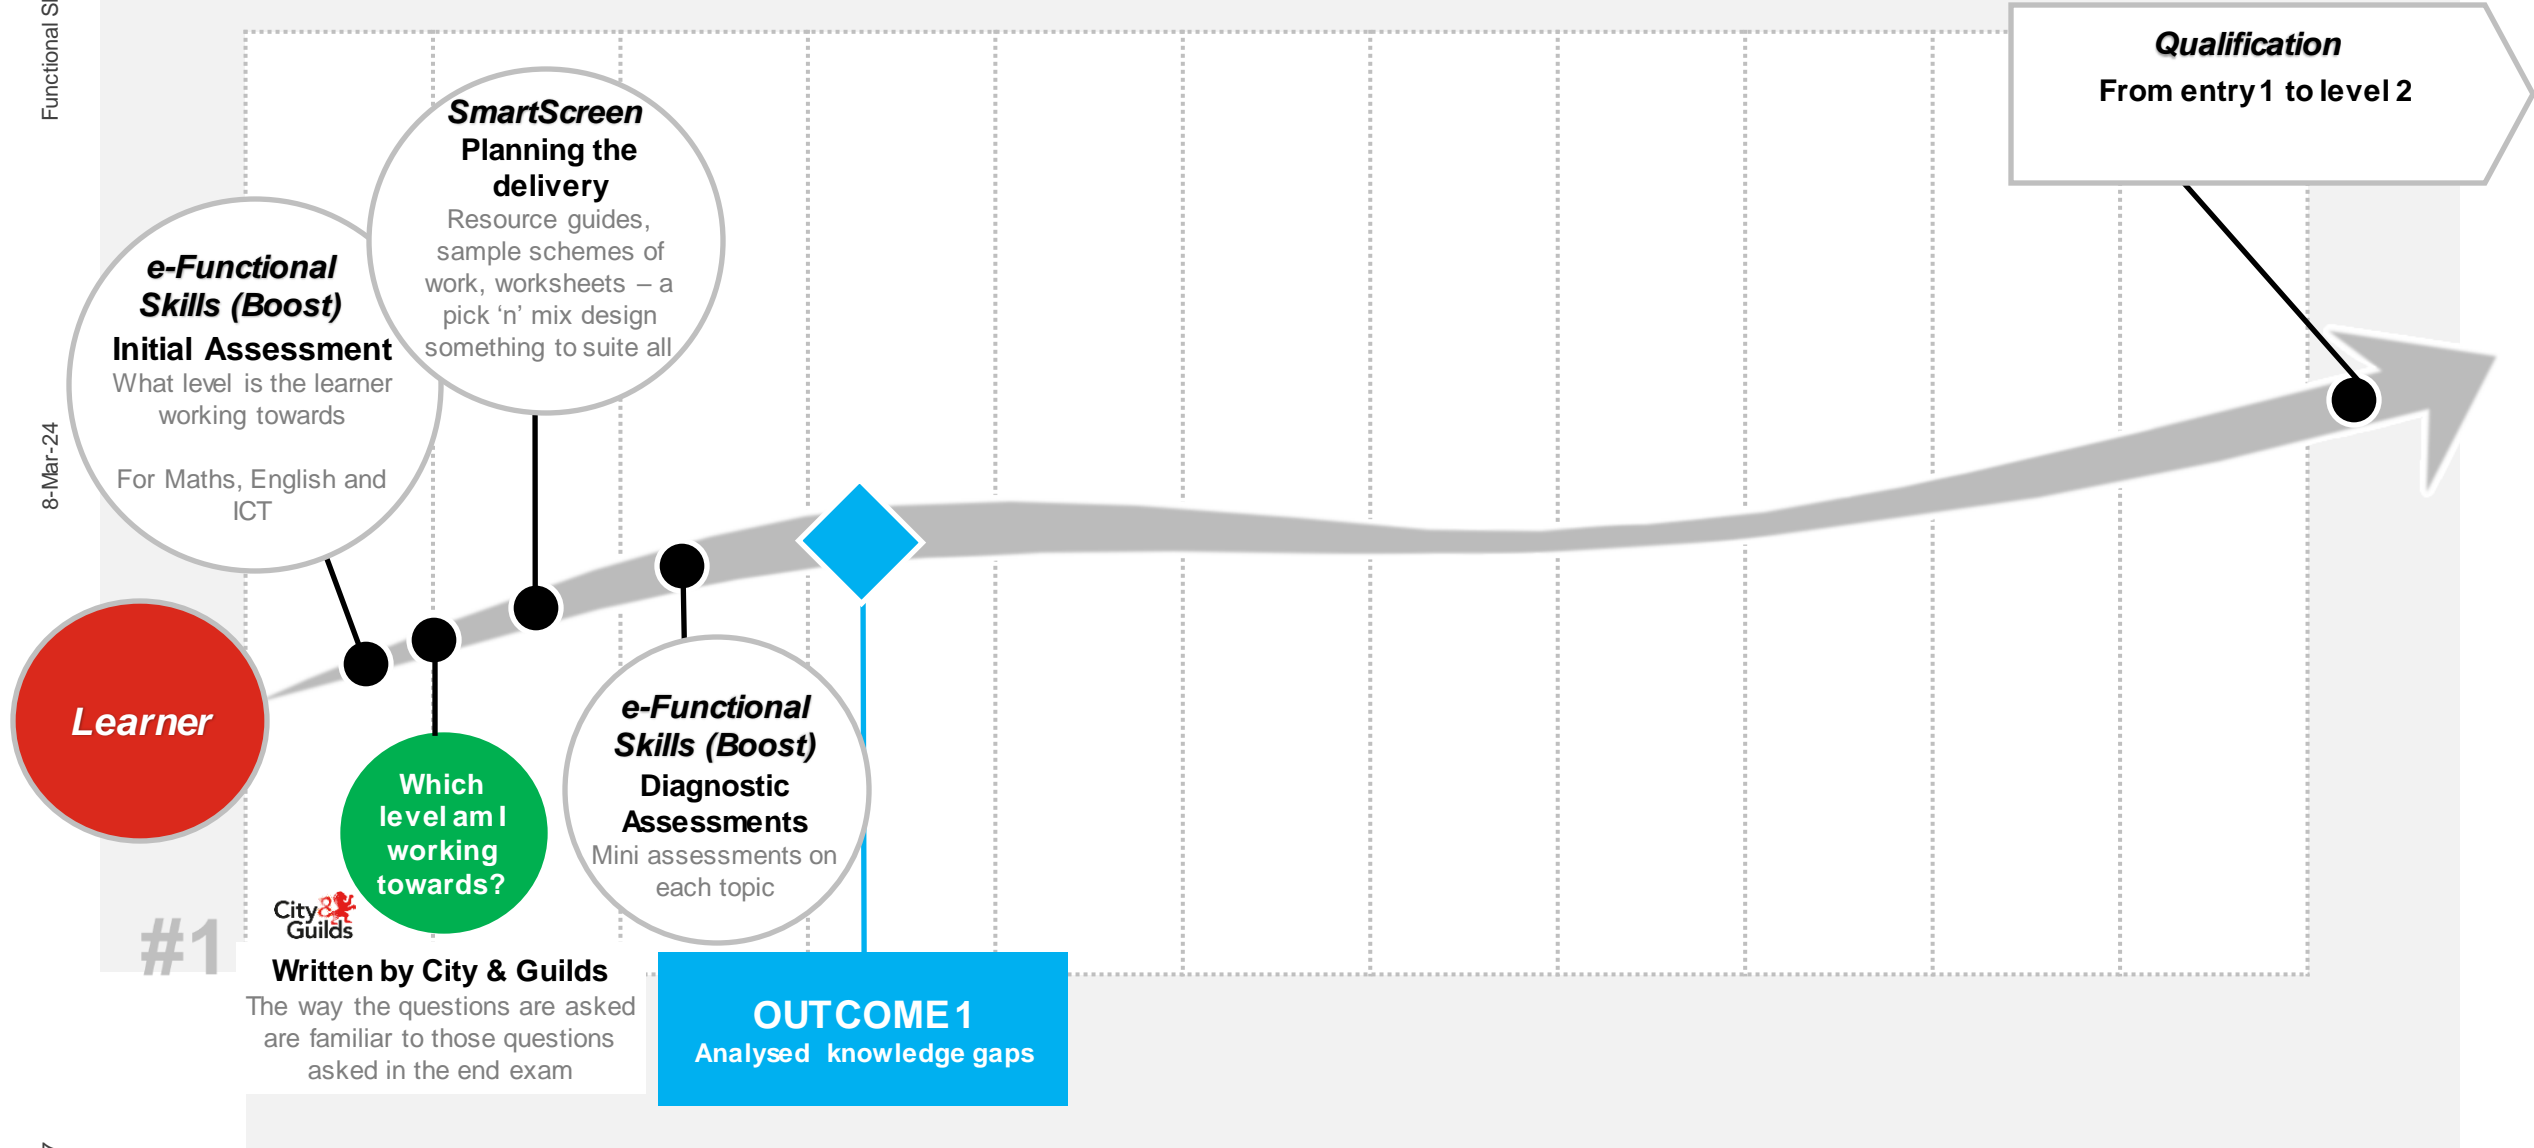 Functional
8-Mar-24
Qualification
From entry 1 to level 2
SmartScreen
Planning the
delivery
Resource guides,
sample schemes of
work, worksheets – a
pick ‘n’ mix design
something to suite all
e-Functional
Skills (Boost)
Initial Assessment
What level is the learner
working towards
For Maths, English and
ICT
Learner
Which
level am I
working
towards?
City &
Guilds
#1
Written by City & Guilds
The way the questions are asked
are familiar to those questions
asked in the end exam
e-Functional
Skills (Boost)
Diagnostic
Assessments
Mini assessments on
each topic
OUTCOME 1
Analysed knowledge gaps